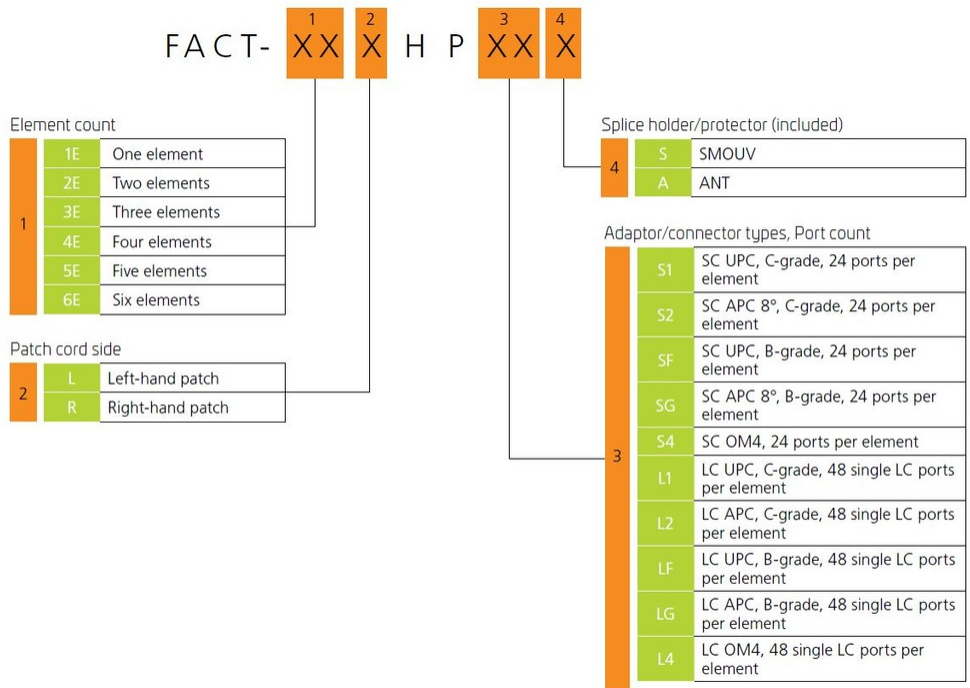 1 2 3 4
FACT- XX X H P XX X
Element count
1
1E One element
2E Two elements
3E Three elements
4E Four elements
5E Five elements
6E Six elements
Patch cord side
2
L Left-hand patch
R Right-hand patch
Splice holder/protector (included)
4
S SMOUV
A ANT
Adaptor/connector types, Port count
3
S1 SC UPC, C-grade, 24 ports per
element
S2 SC APC 8°, C-grade, 24 ports per
element
SF SC UPC, B-grade, 24 ports per
element
SG SC APC 8°, B-grade, 24 ports per
element
S4 SC OM4, 24 ports per element
L1 LC UPC, C-grade, 48 single LC ports
per element
L2 LC APC, C-grade, 48 single LC ports
per element
LF LC UPC, B-grade, 48 single LC ports
per element
LG LC APC, B-grade, 48 single LC ports
per element
L4 LC OM4, 48 single LC ports per
element